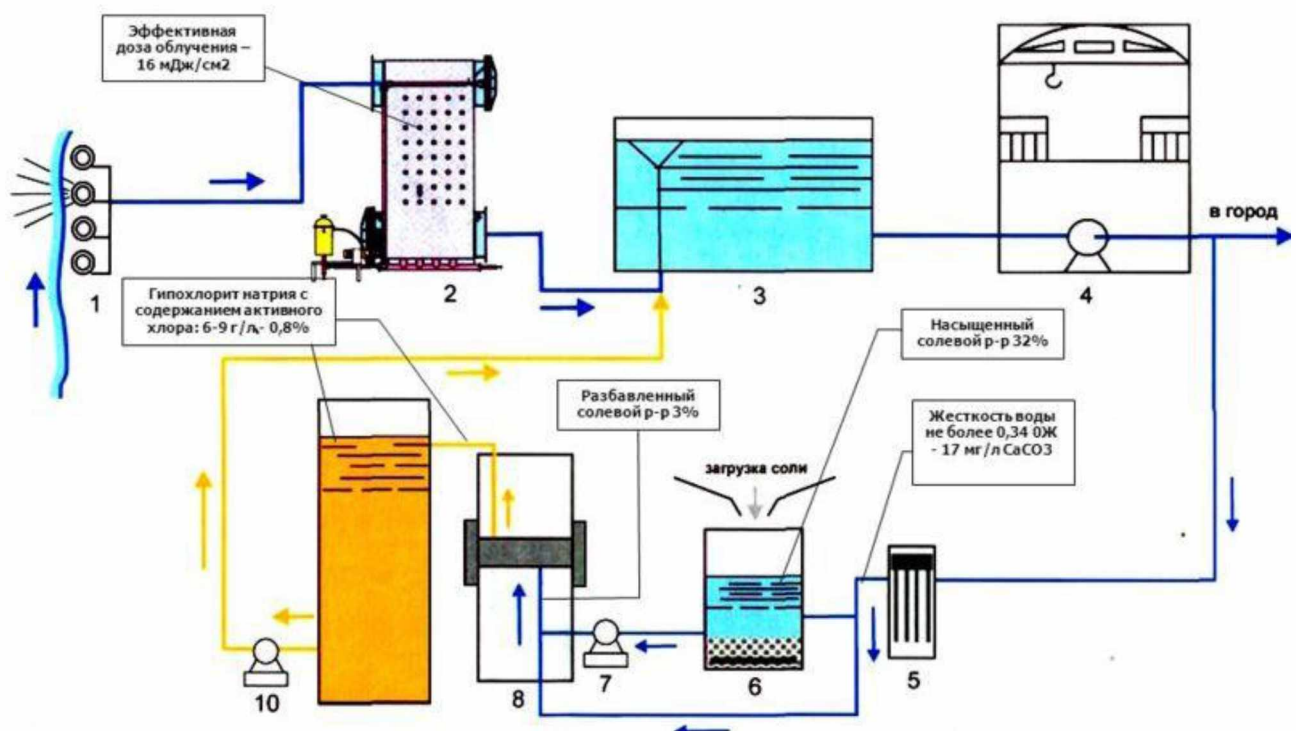 Эффективная
доза облучения –
16 мДж/см2
1
2
3
4
в город
Гипохлорит натрия с
содержанием активного
хлора: 6-9 г/л, - 0,8%
Насыщенный
солевой р-р 32%
Разбавленный
солевой р-р 3%
Жесткость воды
не более 0,34 0Ж
- 17 мг/л CaCO3
загрузка соли
10
8
7
6
5